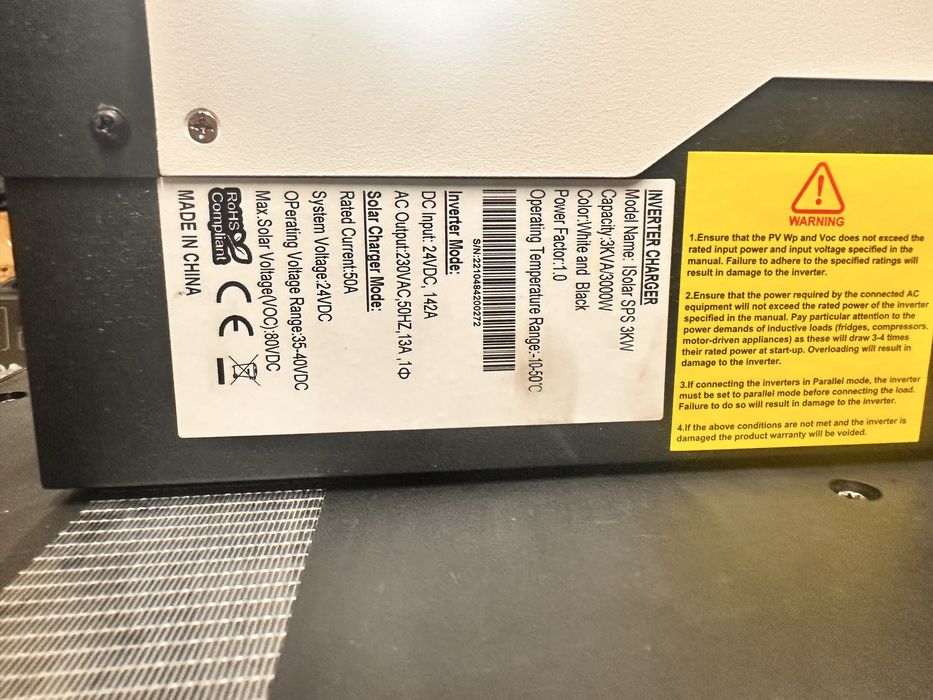 INVERTER CHARGER
Model Name: ISolar SPS 3KW
Capacity:3KVA/3000W
Color:White and Black
Power Factor:1.0
Operating Temperature Range:-10-50°C
S/N:2210484200272
Inverter Mode:
DC Input: 24VDC, 142A
AC Output:230VAC,50HZ,13A ,1Φ
Solar Charger Mode:
Rated Current:50A
System Voltage:24VDC
OPerating Voltage Range:35-40VDC
Max.Solar Voltage(VOC):80VDC
RoHS
Compliant
CE
MADE IN CHINA
WARNING
1.Ensure that the PV Wp and Voc does not exceed the
rated input power and input voltage specified in the
manual. Failure to adhere to the specified ratings will
result in damage to the inverter.
2.Ensure that the power required by the connected AC
equipment will not exceed the rated power of the inverter
specified in the manual. Pay particular attention to the
power demands of inductive loads (fridges, compressors.
motor-driven appliances) as these will draw 3-4 times
their rated power at start-up. Overloading will result in
damage to the inverter.
3.If connecting the inverters in Parallel mode, the inverter
must be set to parallel mode before connecting the load.
Failure to do so will result in damage to the inverter.
4.If the above conditions are not met and the inverter is
damaged the product warranty will be voided.